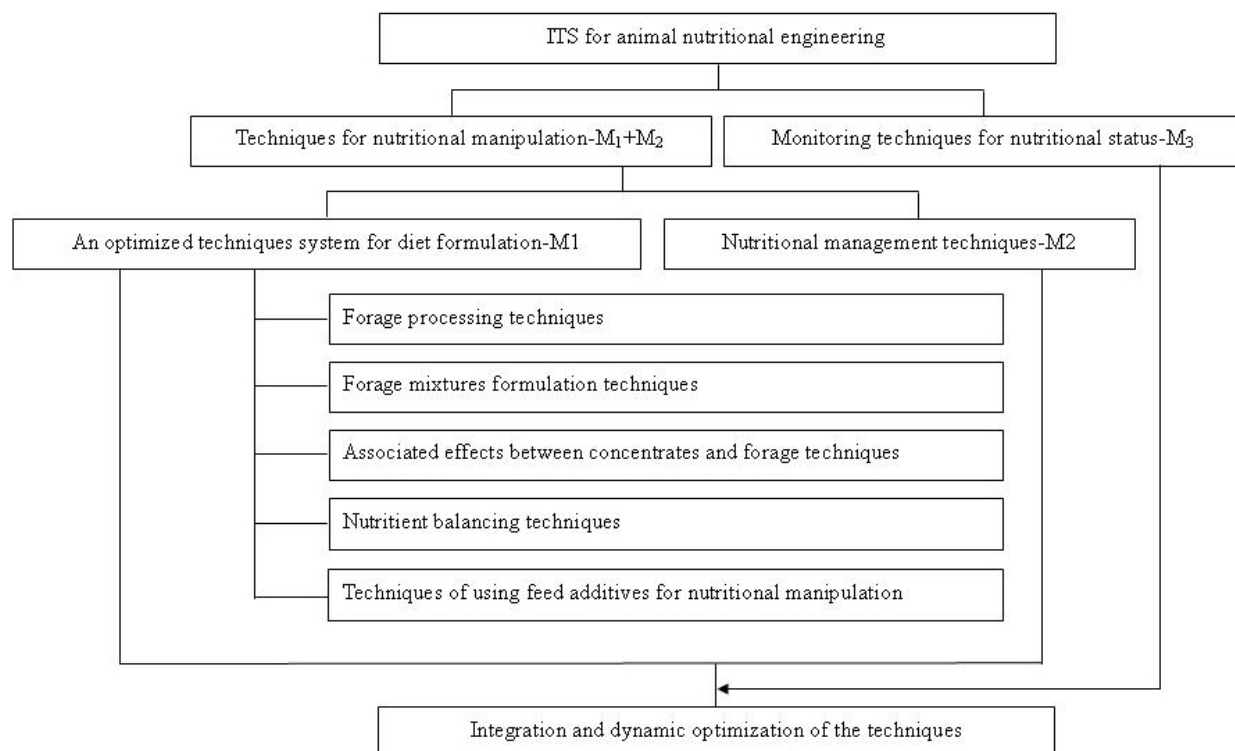 ITS for animal nutritional engineering
Techniques for nutritional manipulation-M₁+M₂
Monitoring techniques for nutritional status-M₃
An optimized techniques system for diet formulation-M1
Nutritional management techniques-M2
Forage processing techniques
Forage mixtures formulation techniques
Associated effects between concentrates and forage techniques
Nutritient balancing techniques
Techniques of using feed additives for nutritional manipulation
Integration and dynamic optimization of the techniques